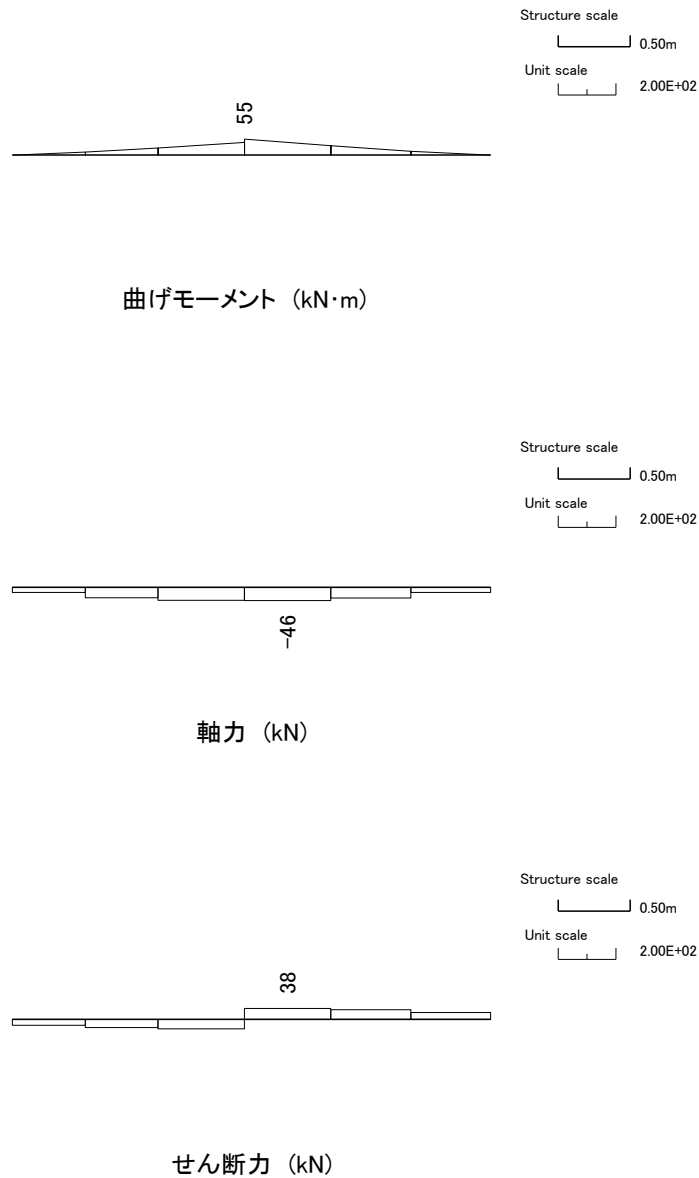 Structure scale
0.50m
Unit scale
2.00E+02
55
曲げモーメント (kN·m)
Structure scale
0.50m
Unit scale
2.00E+02
-46
軸力 (kN)
Structure scale
0.50m
Unit scale
2.00E+02
38
せん断力 (kN)